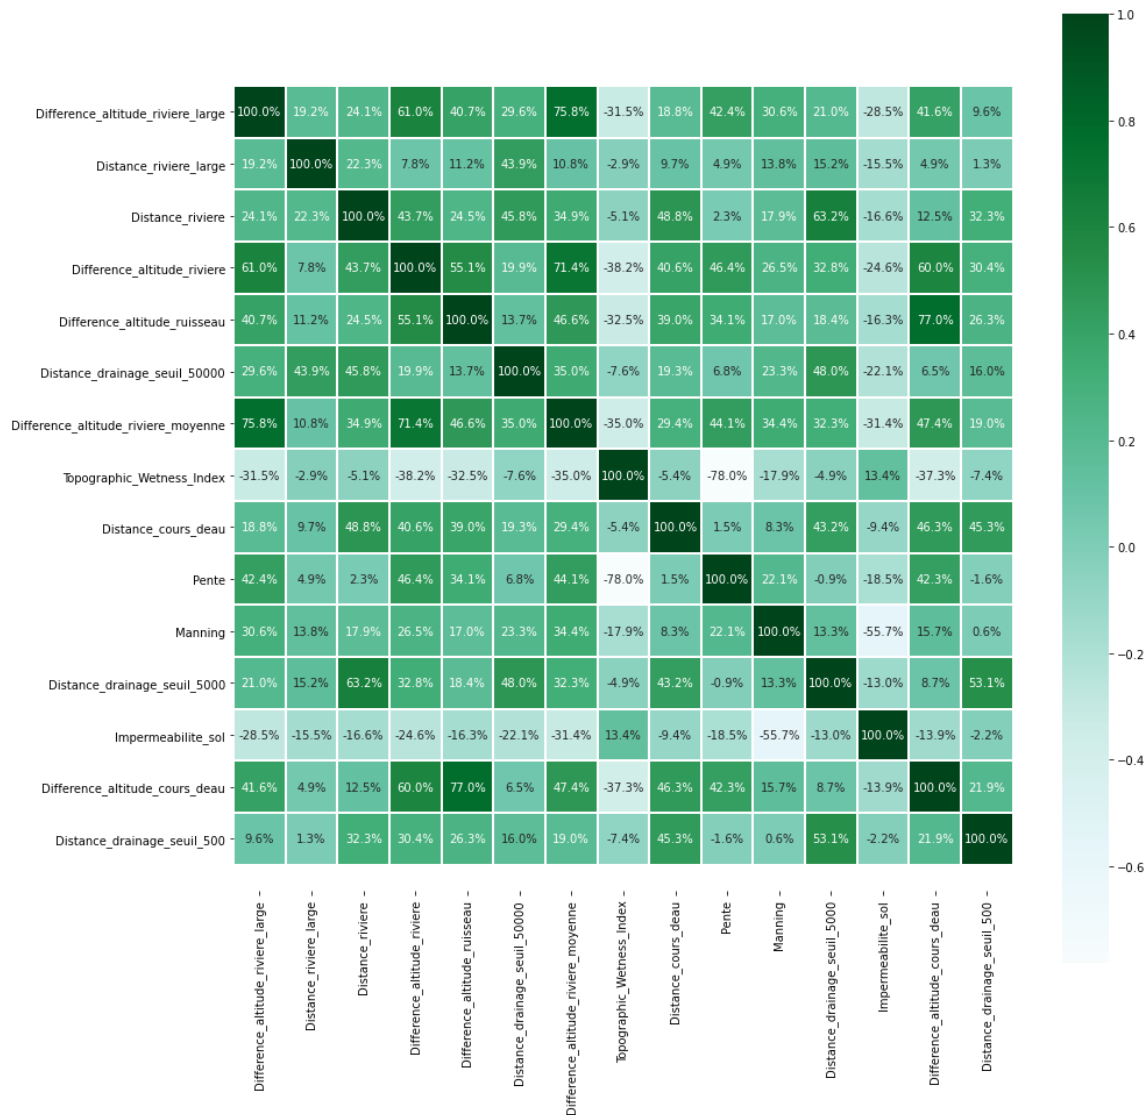 1.0
Difference_altitude_riviere_large 100.0% 19.2% 24.1% 61.0% 40.7% 29.6% 75.8% -31.5% 18.8% 42.4% 30.6% 21.0% -28.5% 41.6% 9.6%
0.8
Distance_riviere_large 19.2% 100.0% 22.3% 7.8% 11.2% 43.9% 10.8% -2.9% 9.7% 4.9% 13.8% 15.2% -15.5% 4.9% 1.3%
Distance_riviere 24.1% 22.3% 100.0% 43.7% 24.5% 45.8% 34.9% -5.1% 48.8% 2.3% 17.9% 63.2% -16.6% 12.5% 32.3%
0.6
Difference_altitude_riviere 61.0% 7.8% 43.7% 100.0% 55.1% 19.9% 71.4% -38.2% 40.6% 46.4% 26.5% 32.8% -24.6% 60.0% 30.4%
Difference_altitude_ruisseau 40.7% 11.2% 24.5% 55.1% 100.0% 13.7% 46.6% -32.5% 39.0% 34.1% 17.0% 18.4% -16.3% 77.0% 26.3%
0.4
Distance_drainage_seuil_50000 29.6% 43.9% 45.8% 19.9% 13.7% 100.0% 35.0% -7.6% 19.3% 6.8% 23.3% 48.0% -22.1% 6.5% 16.0%
Difference_altitude_riviere_moyenne 75.8% 10.8% 34.9% 71.4% 46.6% 35.0% 100.0% -35.0% 29.4% 44.1% 34.4% 32.3% -31.4% 47.4% 19.0%
0.2
Topographic_Wetness_Index -31.5% -2.9% -5.1% -38.2% -32.5% -7.6% -35.0% 100.0% -5.4% -78.0% -17.9% -4.9% 13.4% -37.3% -7.4%
Distance_cours_deau 18.8% 9.7% 48.8% 40.6% 39.0% 19.3% 29.4% -5.4% 100.0% 1.5% 8.3% 43.2% -9.4% 46.3% 45.3%
0.0
Pente 42.4% 4.9% 2.3% 46.4% 34.1% 6.8% 44.1% -78.0% 1.5% 100.0% 22.1% -0.9% -18.5% 42.3% -1.6%
Manning 30.6% 13.8% 17.9% 26.5% 17.0% 23.3% 34.4% -17.9% 8.3% 22.1% 100.0% 13.3% -55.7% 15.7% 0.6%
−0.2
Distance_drainage_seuil_5000 21.0% 15.2% 63.2% 32.8% 18.4% 48.0% 32.3% -4.9% 43.2% -0.9% 13.3% 100.0% -13.0% 8.7% 53.1%
Impermeabilite_sol -28.5% -15.5% -16.6% -24.6% -16.3% -22.1% -31.4% 13.4% -9.4% -18.5% -55.7% -13.0% 100.0% -13.9% -2.2%
−0.4
Difference_altitude_cours_deau 41.6% 4.9% 12.5% 60.0% 77.0% 6.5% 47.4% -37.3% 46.3% 42.3% 15.7% 8.7% -13.9% 100.0% 21.9%
Distance_drainage_seuil_500 9.6% 1.3% 32.3% 30.4% 26.3% 16.0% 19.0% -7.4% 45.3% -1.6% 0.6% 53.1% -2.2% 21.9% 100.0%
−0.6
Difference_altitude_riviere_large
Distance_riviere_large
Distance_riviere
Difference_altitude_riviere
Difference_altitude_ruisseau
Distance_drainage_seuil_50000
Difference_altitude_riviere_moyenne
Topographic_Wetness_Index
Distance_cours_deau
Pente
Manning
Distance_drainage_seuil_5000
Impermeabilite_sol
Difference_altitude_cours_deau
Distance_drainage_seuil_500